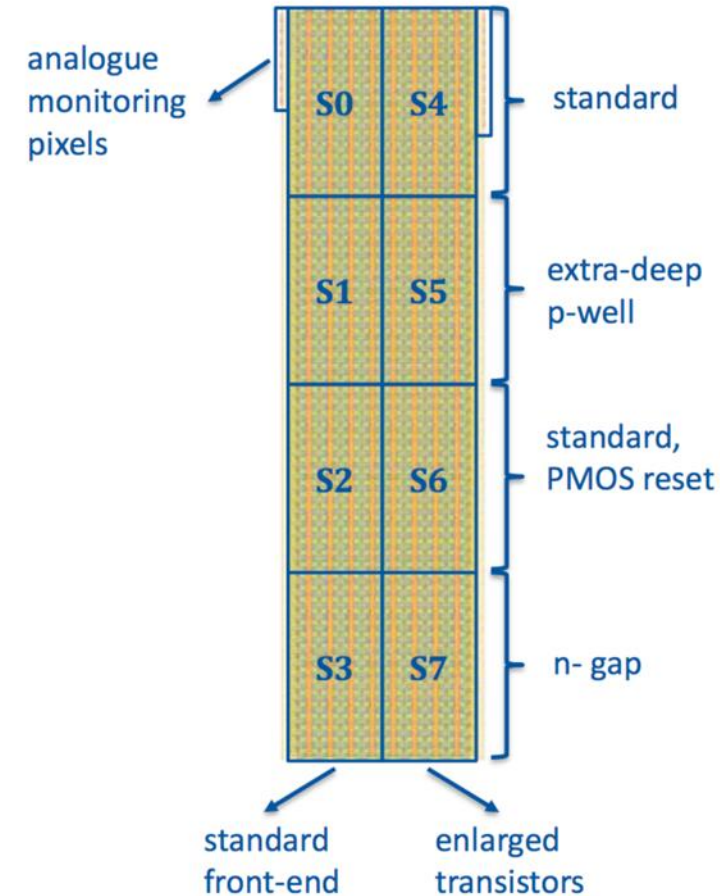 analogue
monitoring
pixels
S0 S4
standard
S1 S5
extra-deep
p-well
S2 S6
standard,
PMOS reset
S3 S7
n- gap
standard
front-end
enlarged
transistors